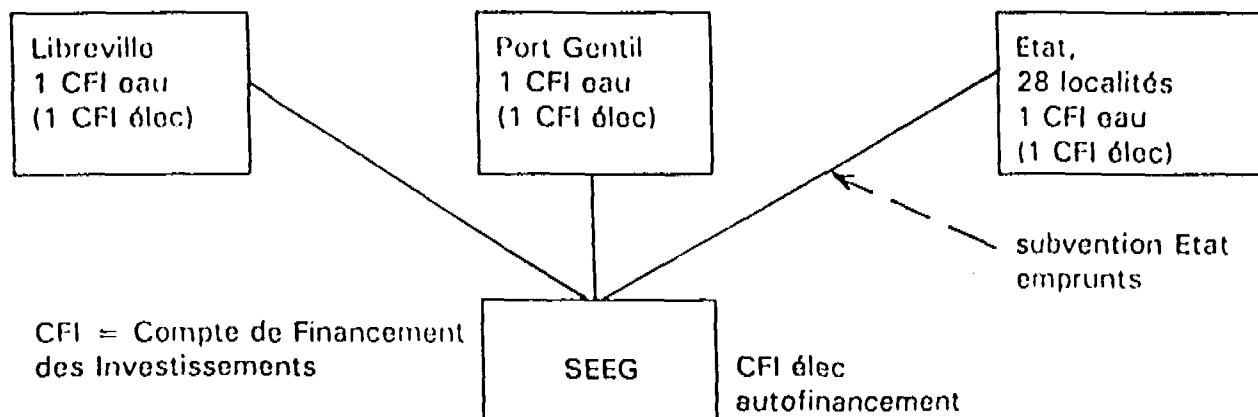 Libreville
1 CFI eau
(1 CFI élec)
Port Gentil
1 CFI eau
(1 CFI élec)
Etat,
28 localités
1 CFI eau
(1 CFI élec)
subvention Etat
emprunts
CFI = Compte de Financement
des Investissements
SEEG
CFI élec
autofinancement